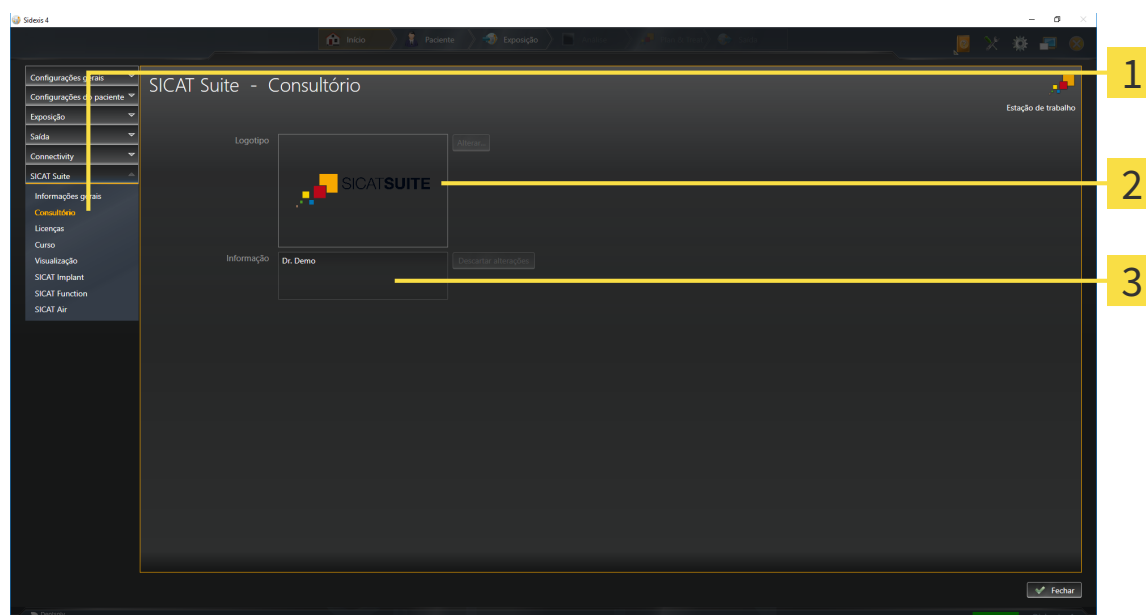 Sidexis 4
Início
Paciente
Exposição
Configurações gerais
Configurações do paciente
Exposição
Saída
Connectivity
SICAT Suite
Informações gerais
Consultório
Licenças
Curso
Visualização
SICAT Implant
SICAT Function
SICAT Air
SICAT Suite - Consultório
Estação de trabalho
Logotipo
SICATSUITE
Alterar...
Informação
Dr. Demo
Descartar alterações
Fechar
1
2
3